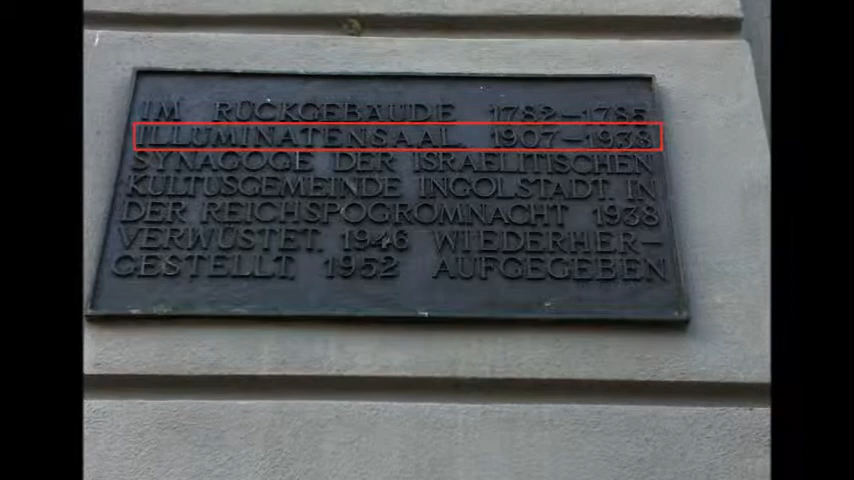 IM RÜCKGEBÄUDE 1782–1785
ILLUMINATENSAAL 1907–1938
SYNAGOGE DER ISRAELITISCHEN
KULTUSGEMEINDE INGOLSTADT. IN
DER REICHSPOGROMNACHT 1938
VERWÜSTET. 1946 WIEDERHER–
GESTELLT. 1952 AUFGEGEBEN